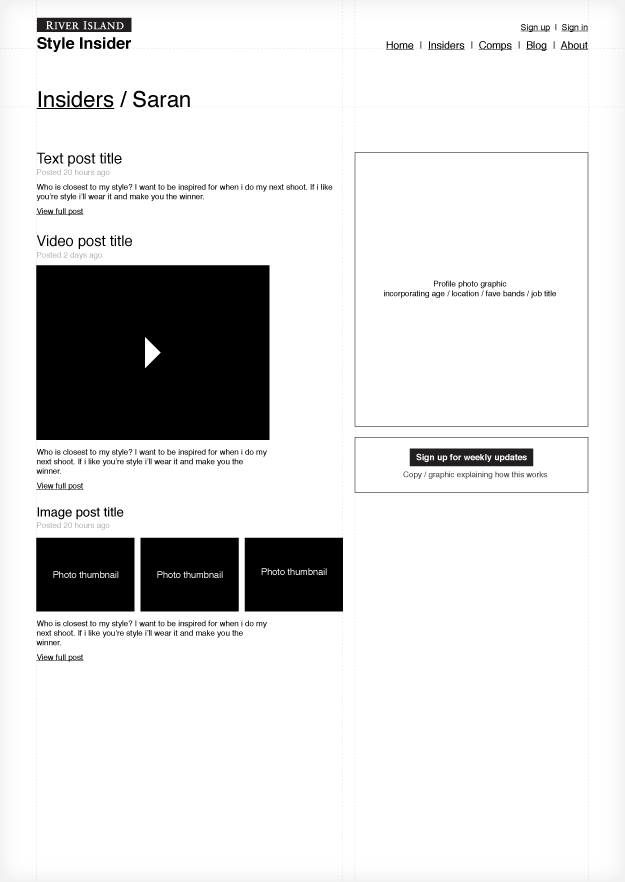 RIVER ISLAND
Style Insider
Sign up | Sign in
Home | Insiders | Comps | Blog | About
Insiders / Saran
Text post title
Posted 20 hours ago
Who is closest to my style? I want to be inspired for when i do my next shoot. If i like
you're style i'll wear it and make you the winner.
View full post
Video post title
Posted 2 days ago
Who is closest to my style? I want to be inspired for when i do my
next shoot. If i like you're style i'll wear it and make you the
winner.
View full post
Image post title
Posted 20 hours ago
Photo thumbnail
Photo thumbnail
Photo thumbnail
Who is closest to my style? I want to be inspired for when i do my
next shoot. If i like you're style i'll wear it and make you the
winner.
View full post
Profile photo graphic
incorporating age / location / fave bands / job title
Sign up for weekly updates
Copy / graphic explaining how this works